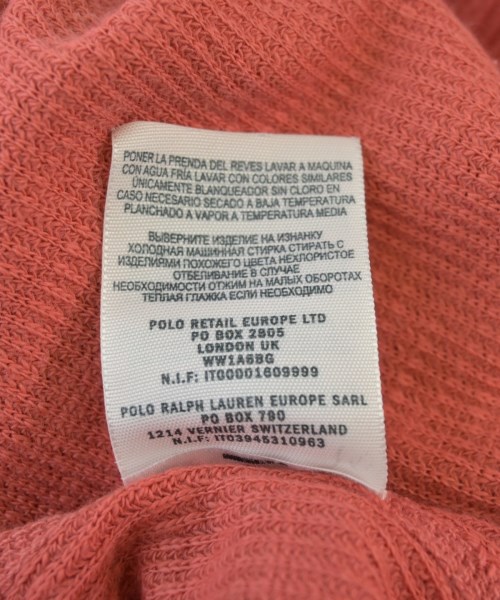 PONER LA PRENDA DEL REVES LAVAR A MAQUINA
CON AGUA FRIA LAVAR CON COLORES SIMILARES
ÚNICAMENTE BLANQUEADOR SIN CLORO EN
CASO NECESARIO SECADO A BAJA TEMPERATURA
PLANCHADO A VAPOR A TEMPERATURA MEDIA
ВЫВЕРНИТЕ ИЗДЕЛИЕ НА ИЗНАНКУ
ХОЛОДНАЯ МАШИННАЯ СТИРКА СТИРАТЬ С
ИЗДЕЛИЯМИ ПОХОЖЕГО ЦВЕТА НЕХЛОРИСТОЕ
ОТБЕЛИВАНИЕ В СЛУЧАЕ
НЕОБХОДИМОСТИ ОТЖИМ НА МАЛЫХ ОБОРОТАХ
ТЕПЛАЯ ГЛАЖКА ЕСЛИ НЕОБХОДИМО
POLO RETAIL EUROPE LTD
PO BOX 2805
LONDON UK
WW1A6BG
N.I.F: IT00001609999
POLO RALPH LAUREN EUROPE SARL
PO BOX 790
1214 VERNIER SWITZERLAND
N.I.F: IT03945310963